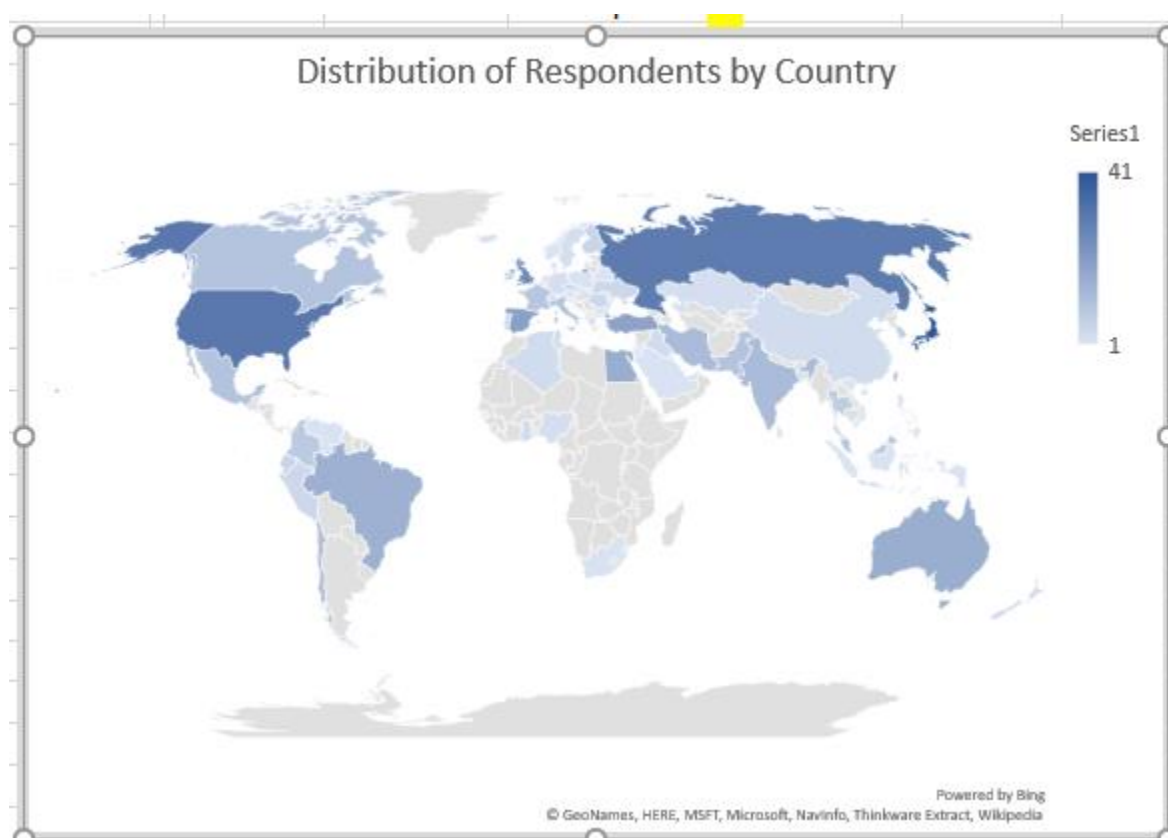 Distribution of Respondents by Country
Series1
41
1
Powered by Bing
© GeoNames, HERE, MSFT, Microsoft, NavInfo, Thinkware Extract, Wikipedia